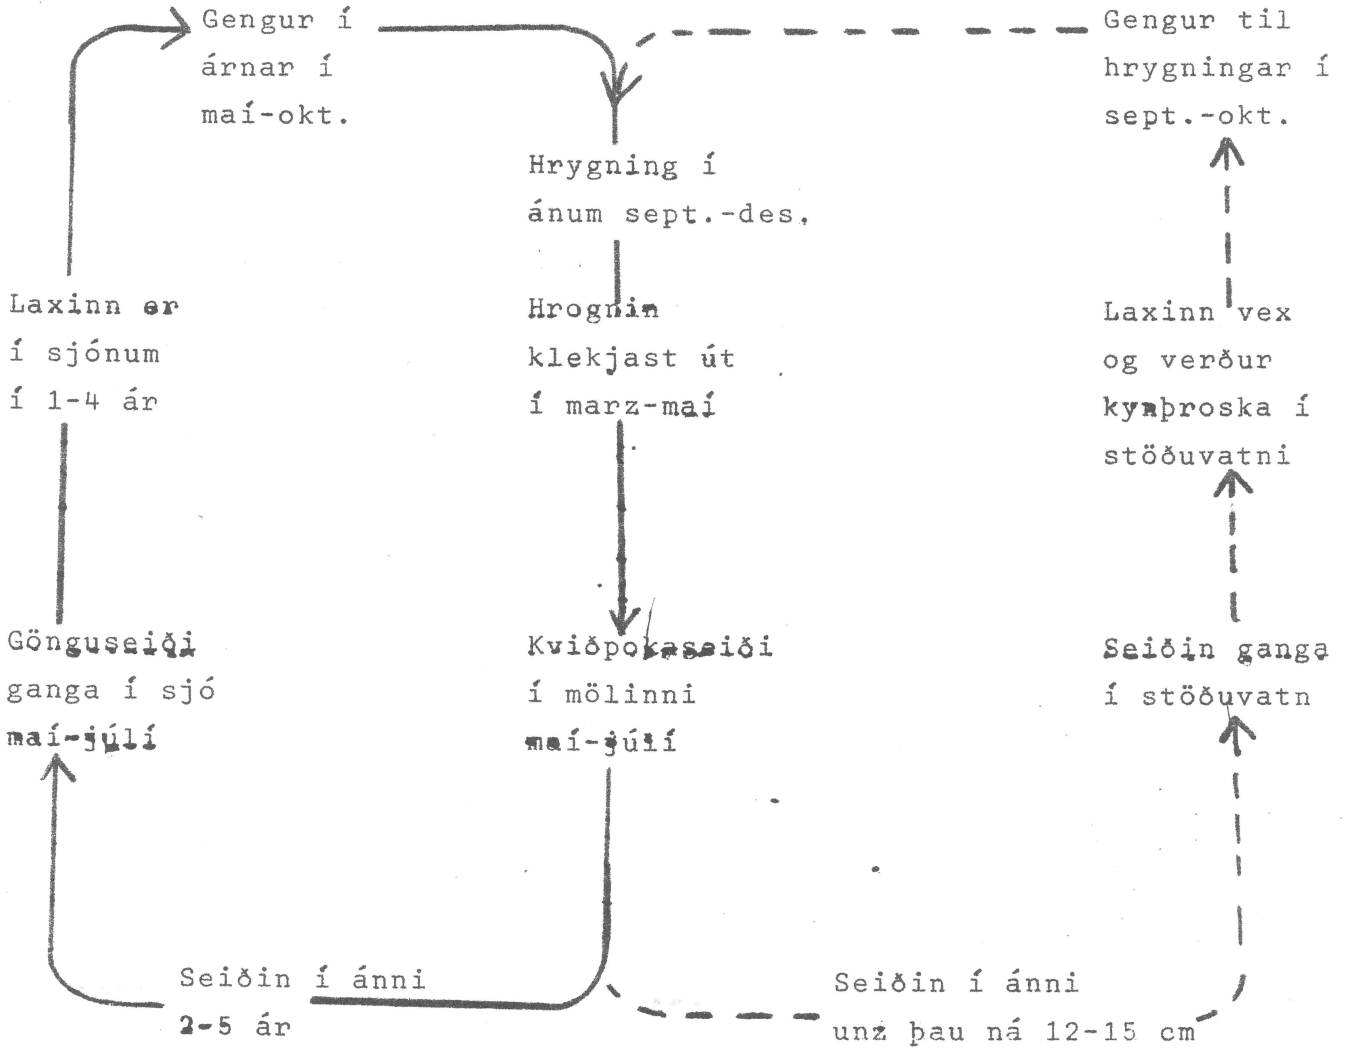 Gengur í
árnar í
maí-okt.
Gengur til
hrygningar í
sept.-okt.
Hrygning í
ánum sept.-des.
Laxinn er
í sjónum
í 1-4 ár
Hrognin
klekjast út
í marz-maí
Laxinn vex
og verður
kynþroska í
stöðuvatni
Gönguseiði
ganga í sjó
maí-júlí
Kviðpokaseiði
í mölinni
maí-júlí
Seiðin ganga
í stöðuvatn
Seiðin í ánni
2-5 ár
Seiðin í ánni
unz þau ná 12-15 cm